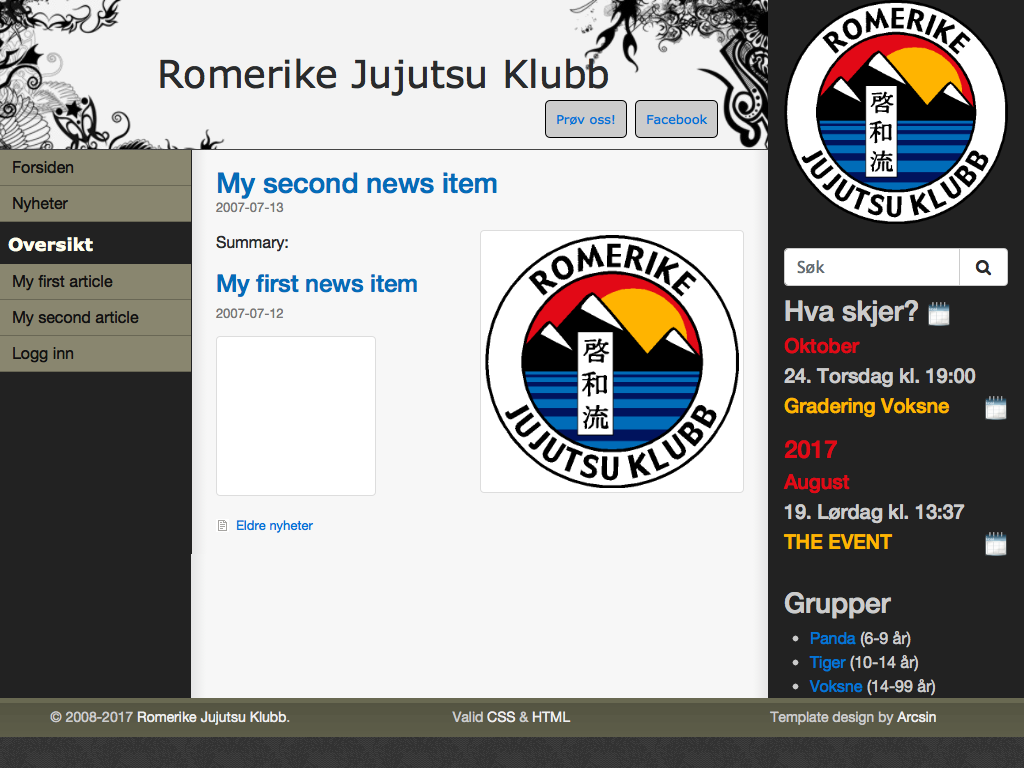 Romerike Jujutsu Klubb
Prøv oss!
Facebook
Forsiden
Nyheter
Oversikt
My first article
My second article
Logg inn
My second news item
2007-07-13
Summary:
My first news item
2007-07-12
ROMERIKE
啓和流
JUJUTSU KLUBB
Eldre nyheter
ROMERIKE
啓和流
JUJUTSU KLUBB
Søk
Hva skjer?
Oktober
24. Torsdag kl. 19:00
Gradering Voksne
2017
August
19. Lørdag kl. 13:37
THE EVENT
Grupper
Panda (6-9 år)
Tiger (10-14 år)
Voksne (14-99 år)
© 2008-2017 Romerike Jujutsu Klubb.
Valid CSS & HTML
Template design by Arcsin